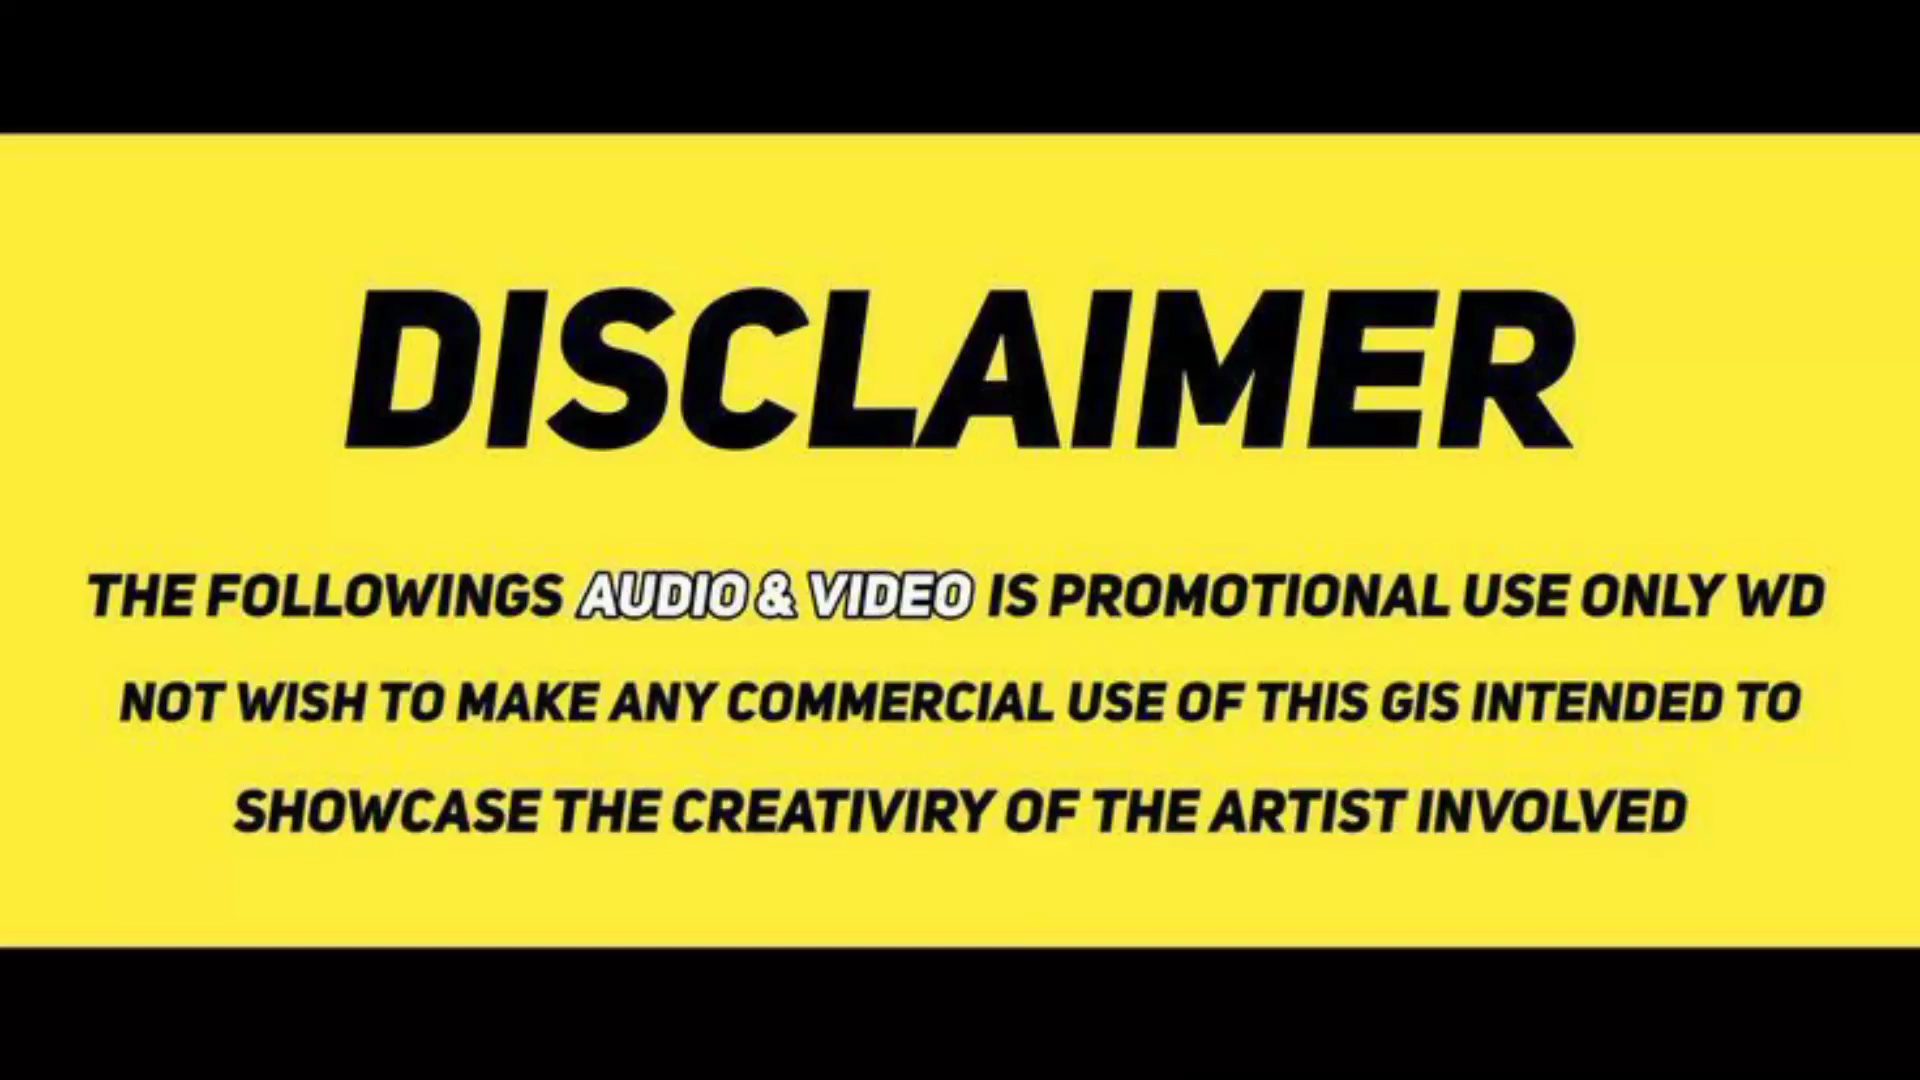 DISCLAIMER
THE FOLLOWINGS AUDIO & VIDEO IS PROMOTIONAL USE ONLY WD
NOT WISH TO MAKE ANY COMMERCIAL USE OF THIS GIS INTENDED TO
SHOWCASE THE CREATIVIRY OF THE ARTIST INVOLVED